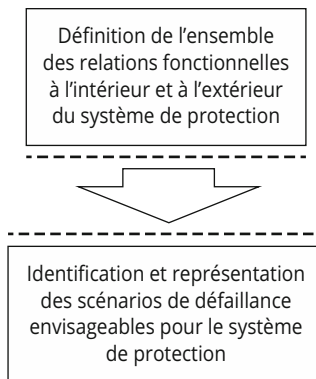 Définition de l’ensemble
des relations fonctionnelles
à l’intérieur et à l’extérieur
du système de protection
Identification et représentation
des scénarios de défaillance
envisageables pour le système
de protection